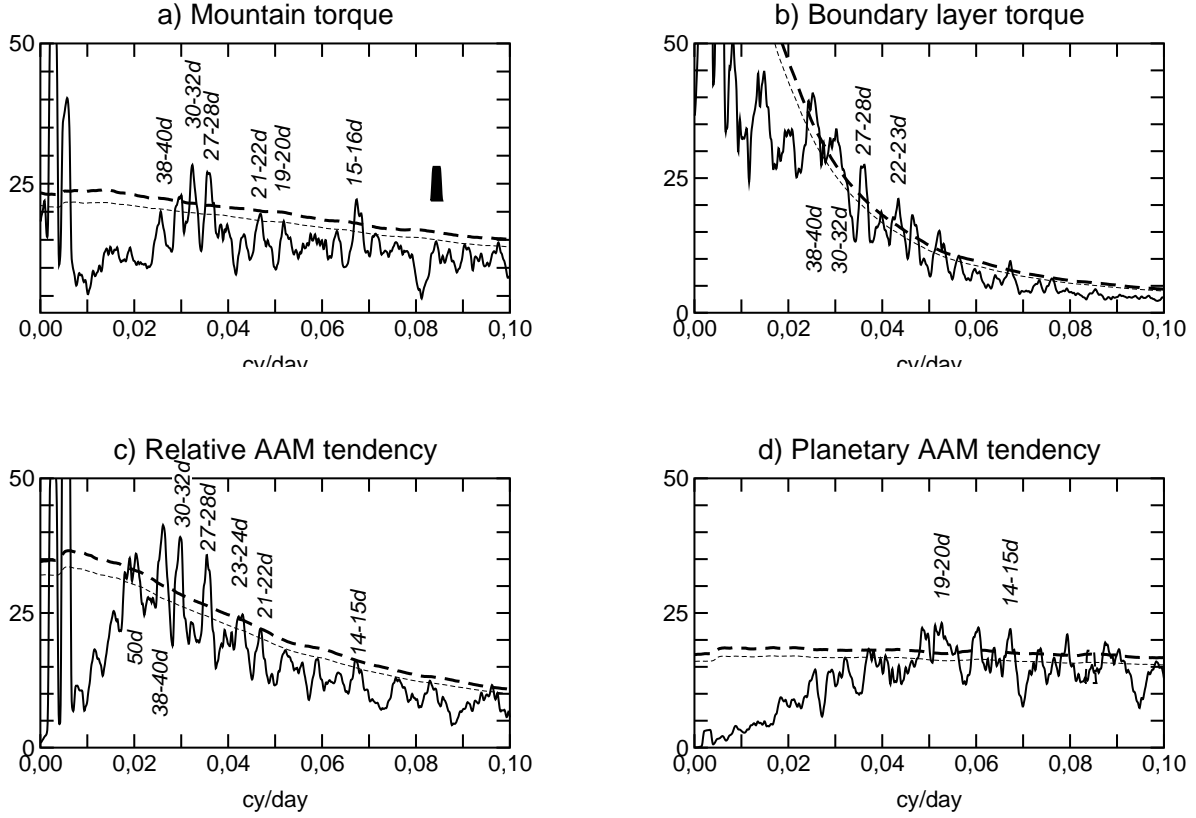 a) Mountain torque
50
25
0
38-40d
30-32d
27-28d
21-22d
19-20d
15-16d
0,00 0,02 0,04 0,06 0,08 0,10
cy/day
b) Boundary layer torque
50
25
0
38-40d
30-32d
27-28d
22-23d
0,00 0,02 0,04 0,06 0,08 0,10
cy/day
c) Relative AAM tendency
50
25
0
50d
38-40d
30-32d
27-28d
23-24d
21-22d
14-15d
0,00 0,02 0,04 0,06 0,08 0,10
cy/day
d) Planetary AAM tendency
50
25
0
19-20d
14-15d
0,00 0,02 0,04 0,06 0,08 0,10
cy/day